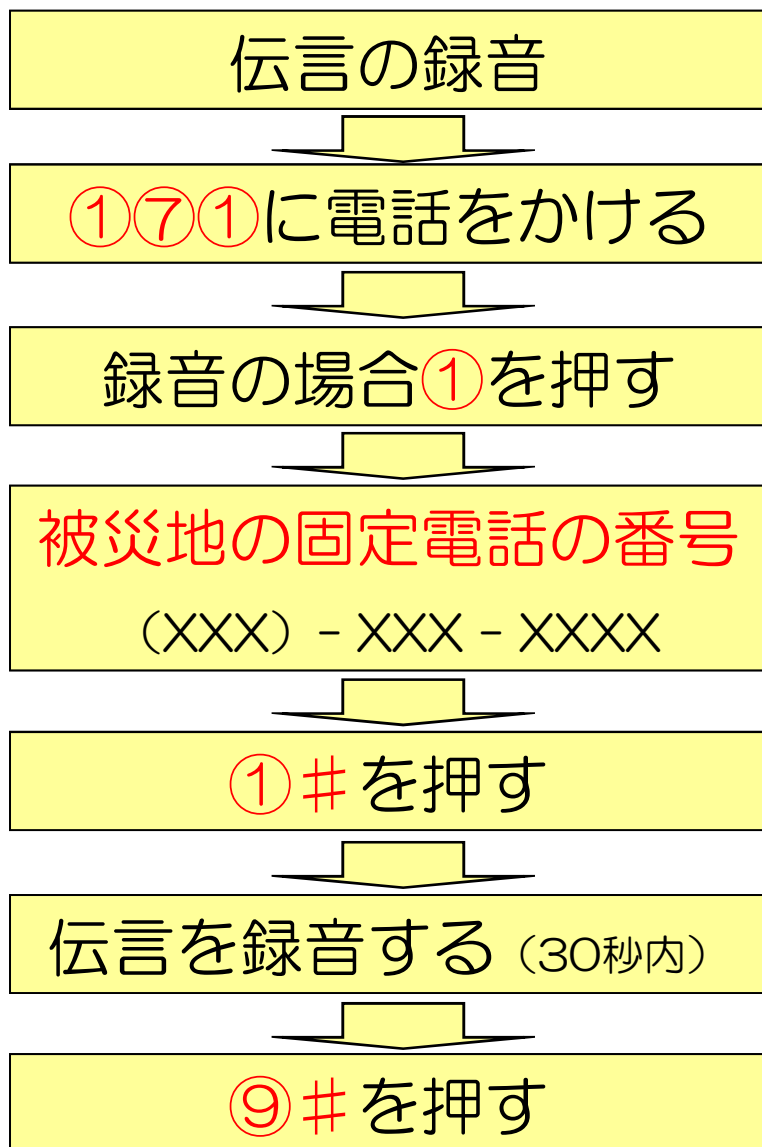 伝言の録音
①⑦①に電話をかける
録音の場合①を押す
被災地の固定電話の番号
（XXX）－XXX－XXXX
①♯を押す
伝言を録音する（30秒内）
⑨♯を押す